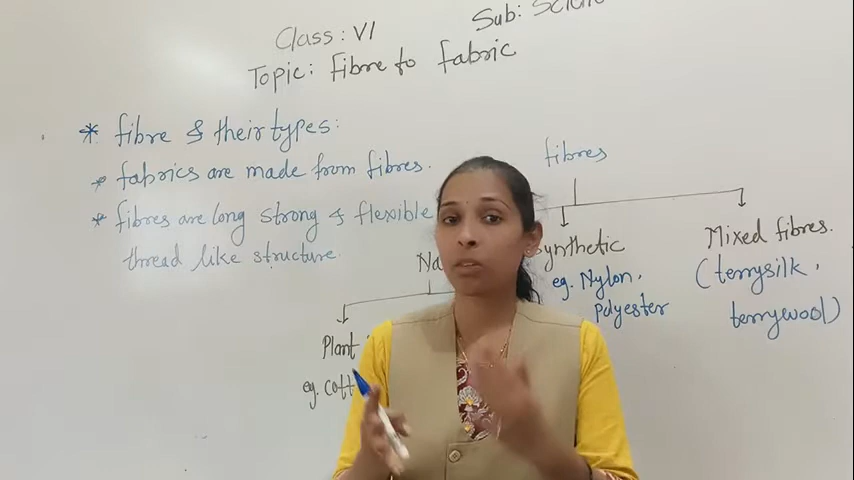 Class: VI
Sub:
Topic: Fibre to fabric
* fibre & their types:
* fabrics are made from fibres.
* fibres are long strong & flexible
thread like structure.
fibres
Synthetic
eg. Nylon,
Polyester
Mixed fibres.
(terrysilk,
terrywool)
Plant
eg.